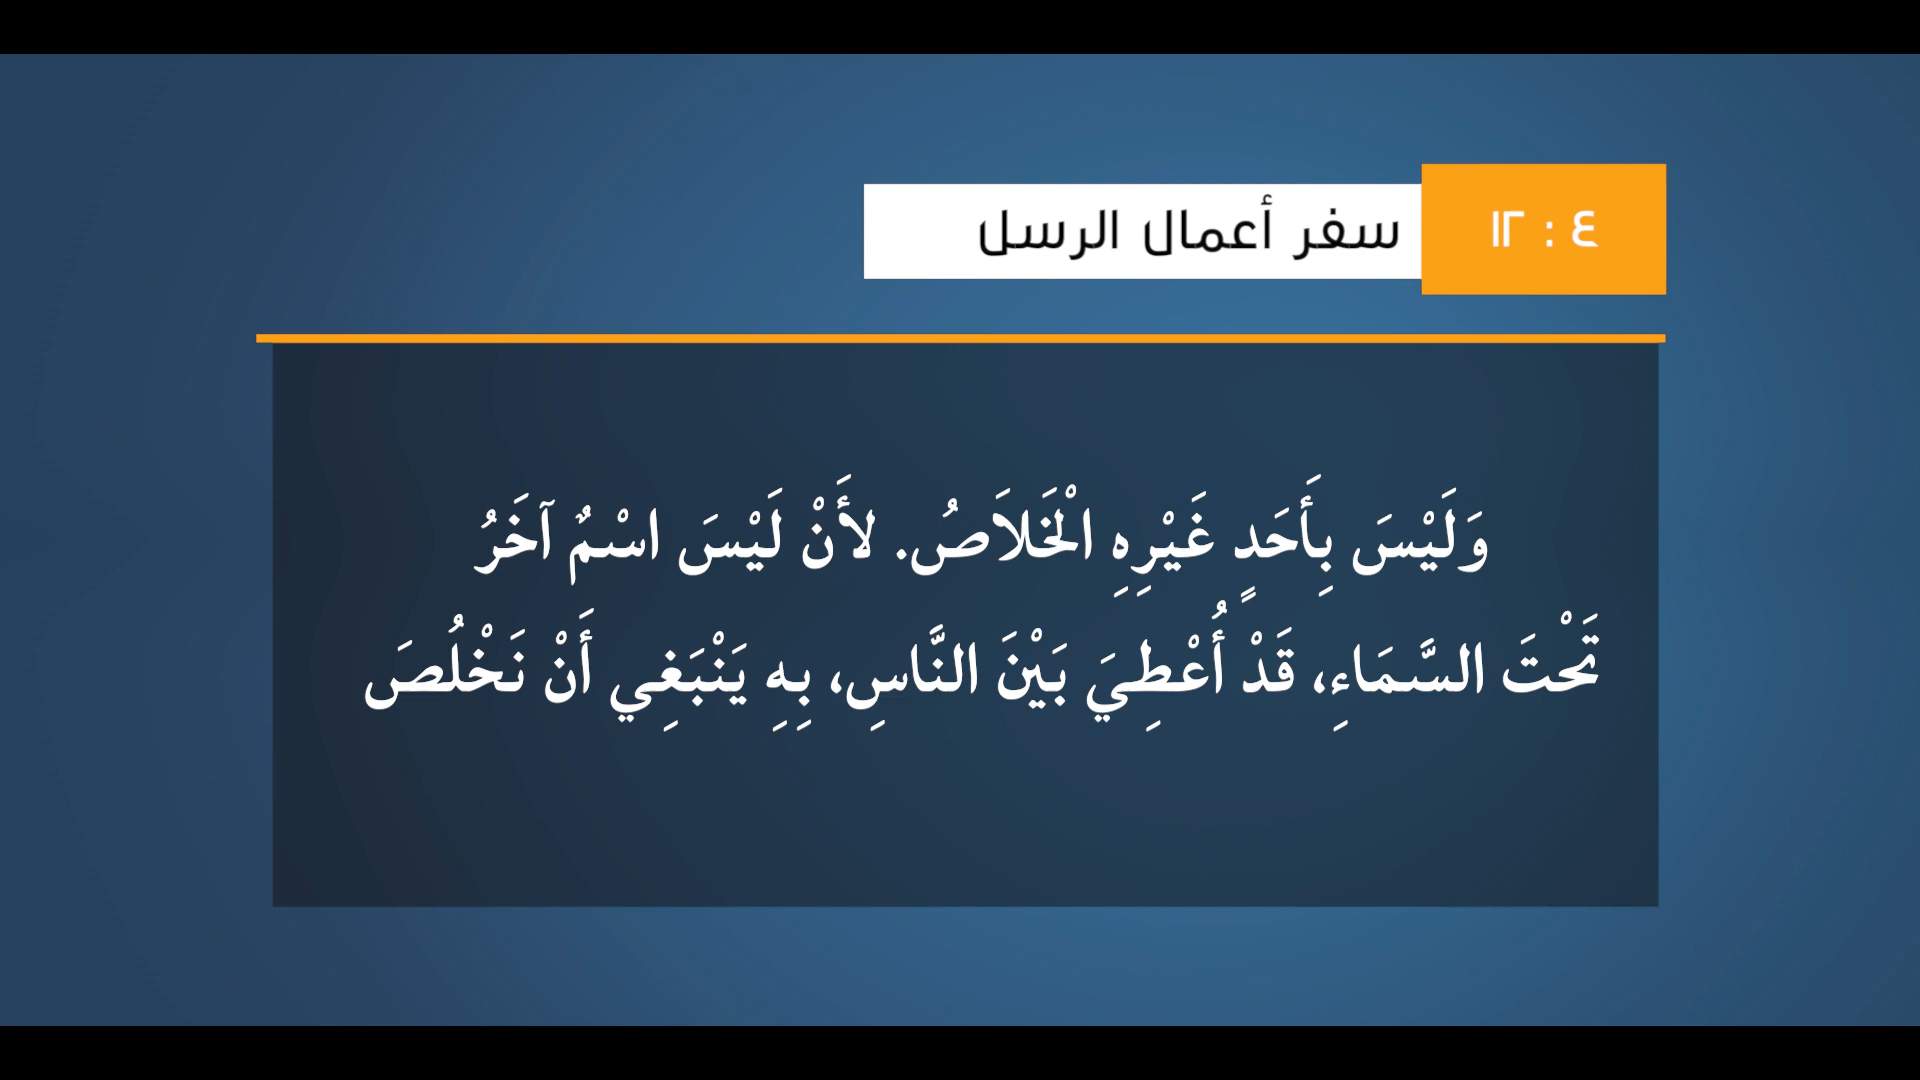 ٤ : ١٢ سفر أعمال الرسل
وَلَيْسَ بِأَحَدٍ غَيْرِهِ الْخَلاَصُ. لأَنْ لَيْسَ اسْمٌ آخَرُ
تَحْتَ السَّمَاءِ، قَدْ أُعْطِيَ بَيْنَ النَّاسِ، بِهِ يَنْبَغِي أَنْ نَخْلُصَ